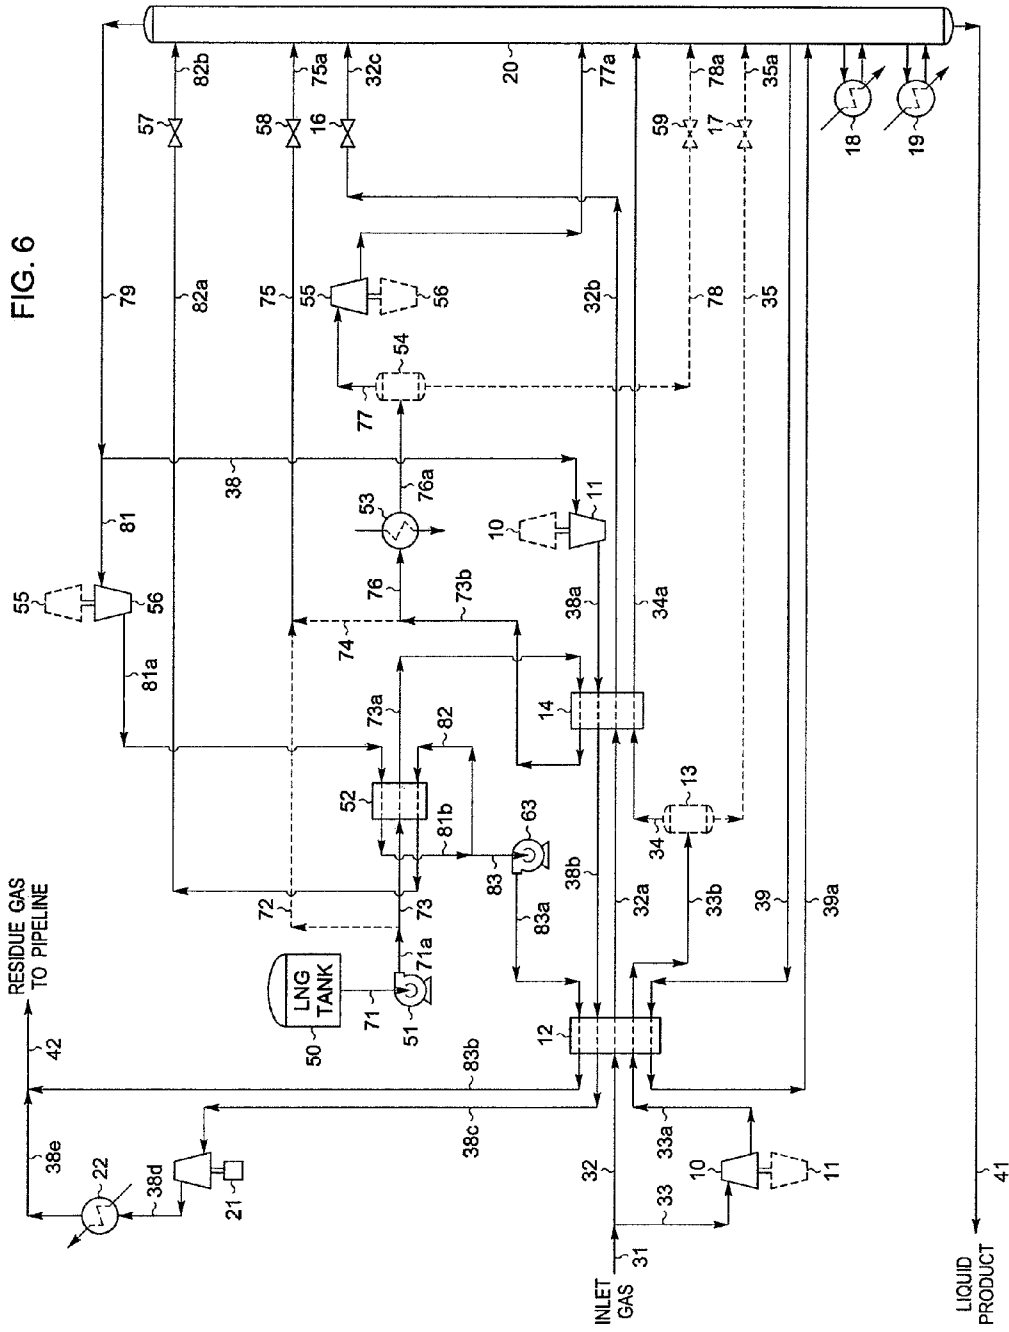 FIG. 6
RESIDUE GAS
TO PIPELINE
38e
42
55
22
38d
21
56
81
79
81a
57
82a
82b
38
72
58
75
75a
LNG
TANK
50
71
51
71a
73
52
73a
74
76
53
76a
77
54
55
56
16
32c
81b
82
83
63
83a
83b
38c
73b
10
11
20
12
38b
14
38a
32b
77a
INLET
GAS
31
32
33
33a
32a
34
34a
59
78
78a
13
33b
10
11
17
35
35a
39
39a
18
19
LIQUID
PRODUCT
41